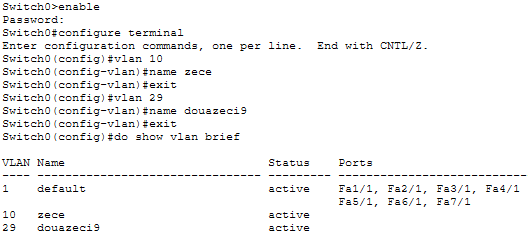 Switch0>enable
Password:
Switch0#configure terminal
Enter configuration commands, one per line.  End with CNTL/Z.
Switch0(config)#vlan 10
Switch0(config-vlan)#name zece
Switch0(config-vlan)#exit
Switch0(config)#vlan 29
Switch0(config-vlan)#name douazeci9
Switch0(config-vlan)#exit
Switch0(config)#do show vlan brief

VLAN Name                             Status    Ports
---- -------------------------------- --------- -------------------------------
1    default                          active    Fa1/1, Fa2/1, Fa3/1, Fa4/1
                                                Fa5/1, Fa6/1, Fa7/1
10   zece                             active
29   douazeci9                        active